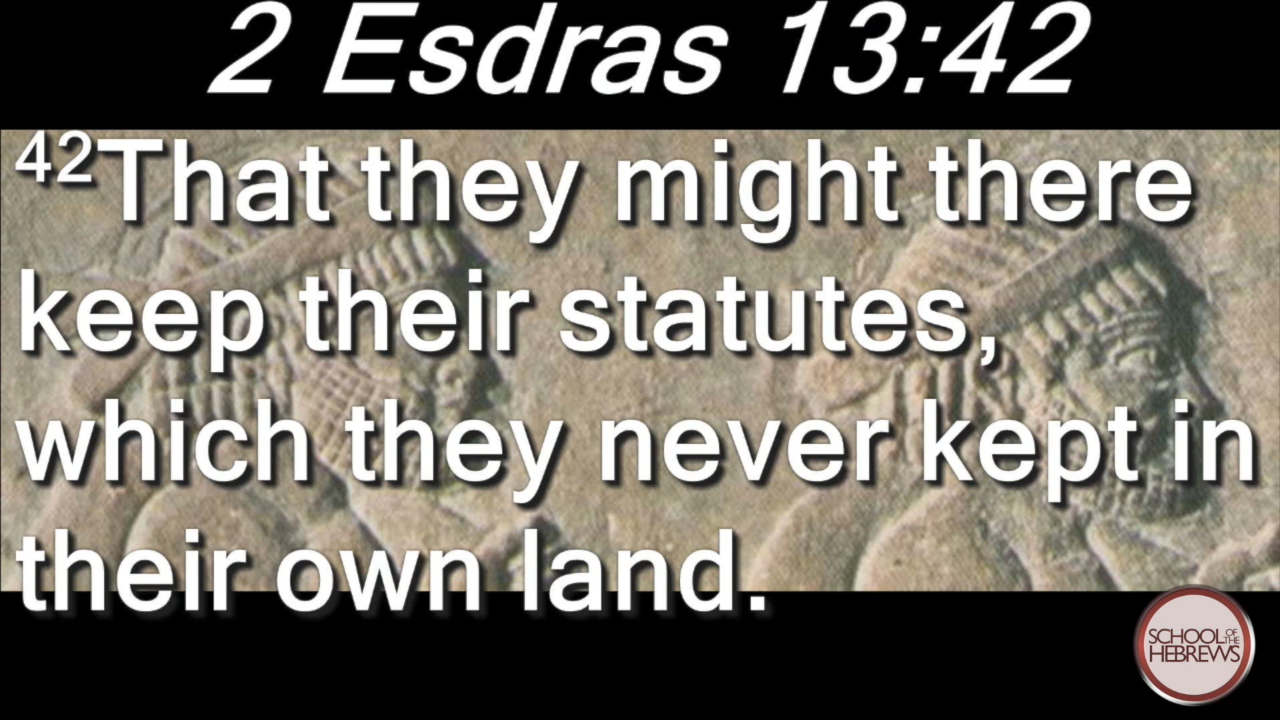 2 Esdras 13:42
42That they might there
keep their statutes,
which they never kept in
their own land.
SCHOOL OF THE
HEBREWS